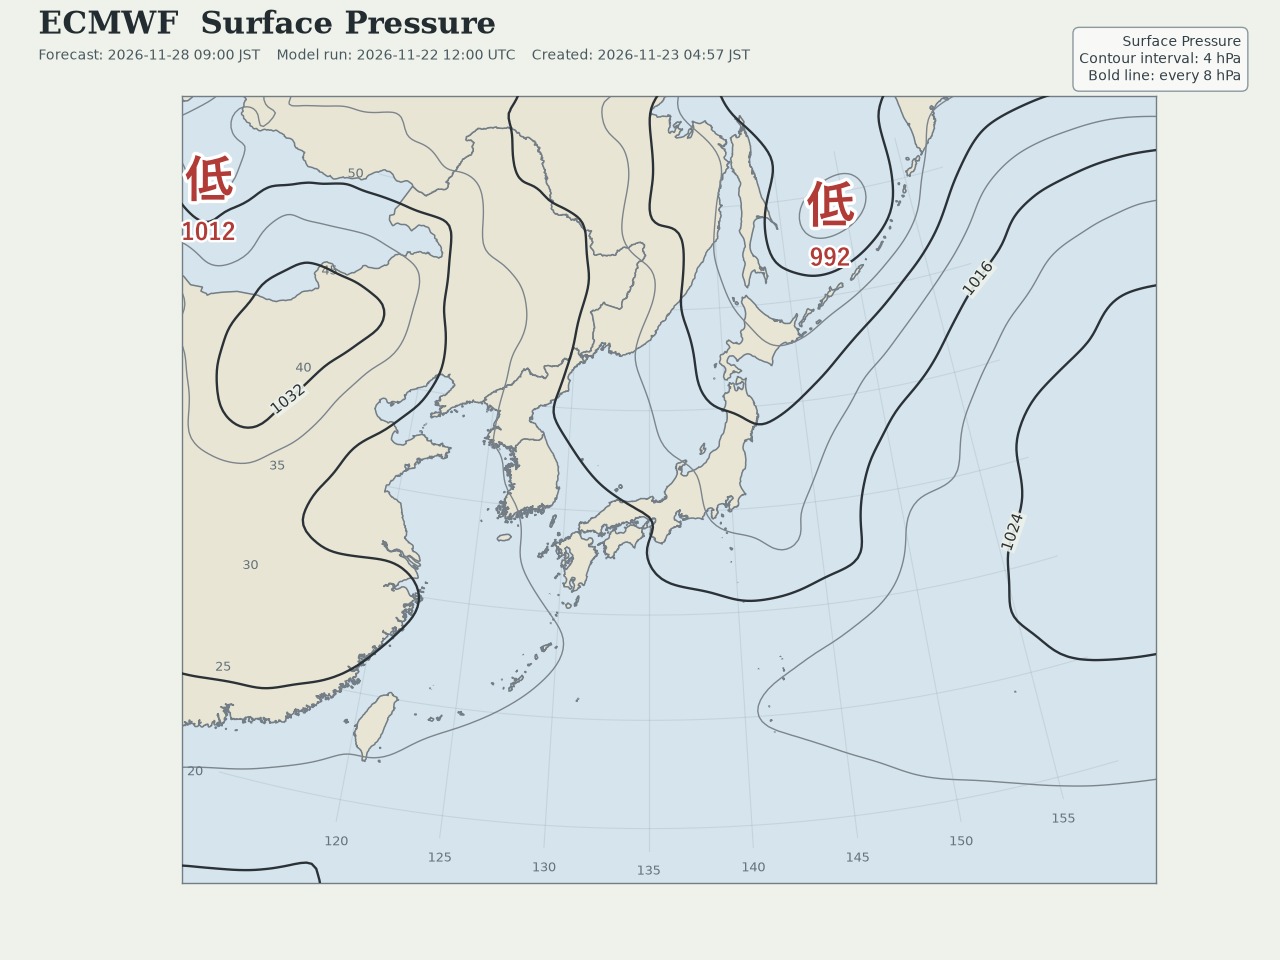 ECMWF  Surface Pressure
Forecast: 2026-11-28 09:00 JST    Model run: 2026-11-22 12:00 UTC    Created: 2026-11-23 04:57 JST
Surface Pressure
Contour interval: 4 hPa
Bold line: every 8 hPa
50
低
1012
低
992
45
1016
40
1032
35
1024
30
25
20
120
125
130
135
140
145
150
155